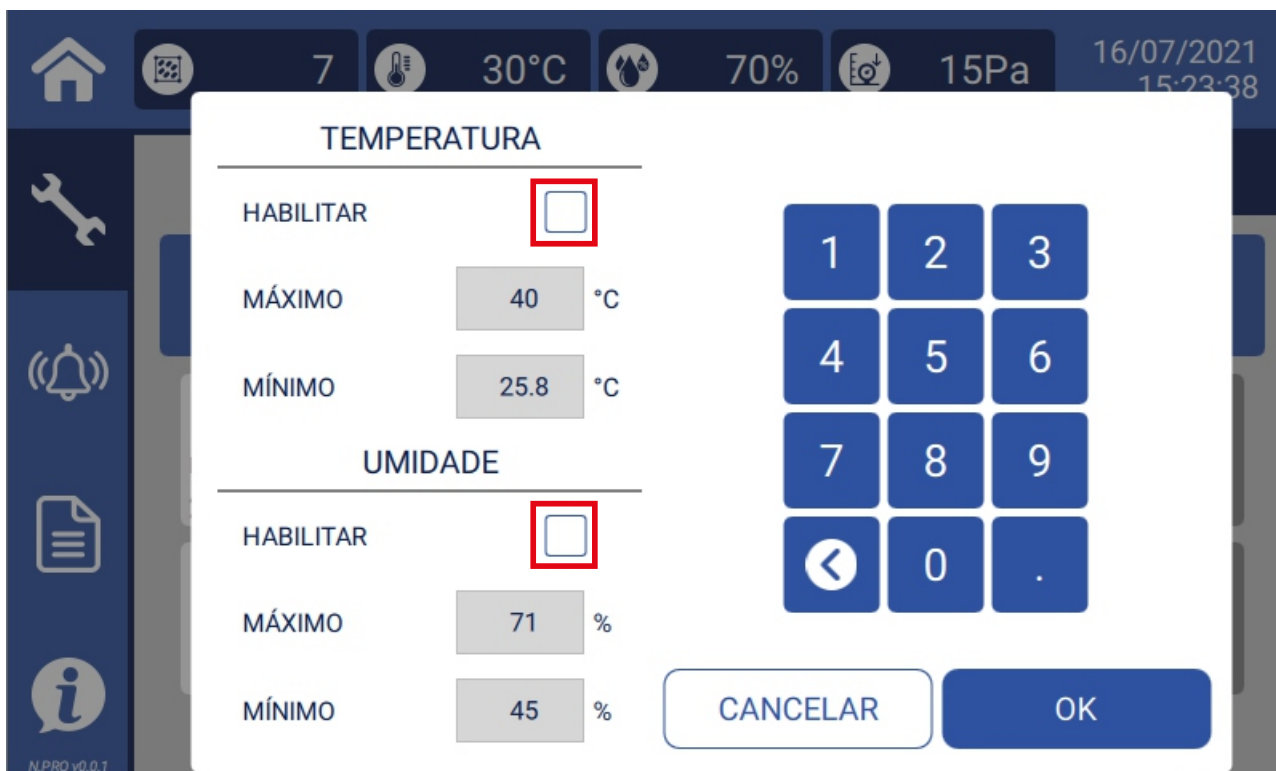 7 30°C 70% 15Pa 16/07/2021
15:23:38
TEMPERATURA
HABILITAR
MÁXIMO 40 °C
MÍNIMO 25.8 °C
UMIDADE
HABILITAR
MÁXIMO 71 %
MÍNIMO 45 %
1 2 3
4 5 6
7 8 9
0 .
CANCELAR OK
N.PRO v0.0.1